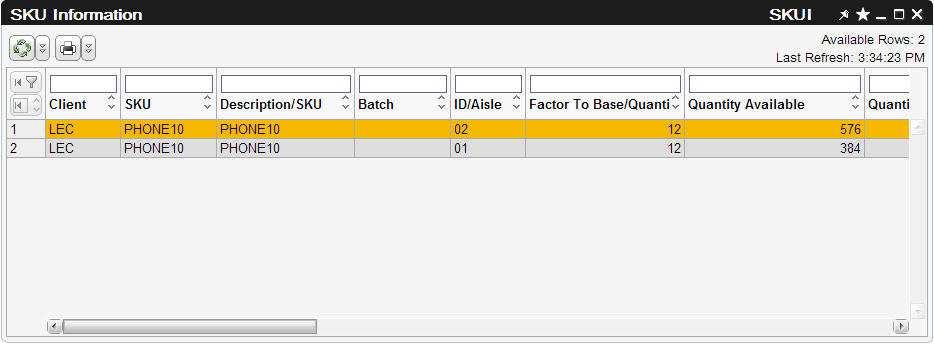 SKU Information SKUI
Available Rows: 2
Last Refresh: 3:34:23 PM
Client SKU Description/SKU Batch ID/Aisle Factor To Base/Quanti Quantity Available Quanti
1 LEC PHONE10 PHONE10 02 12 576
2 LEC PHONE10 PHONE10 01 12 384